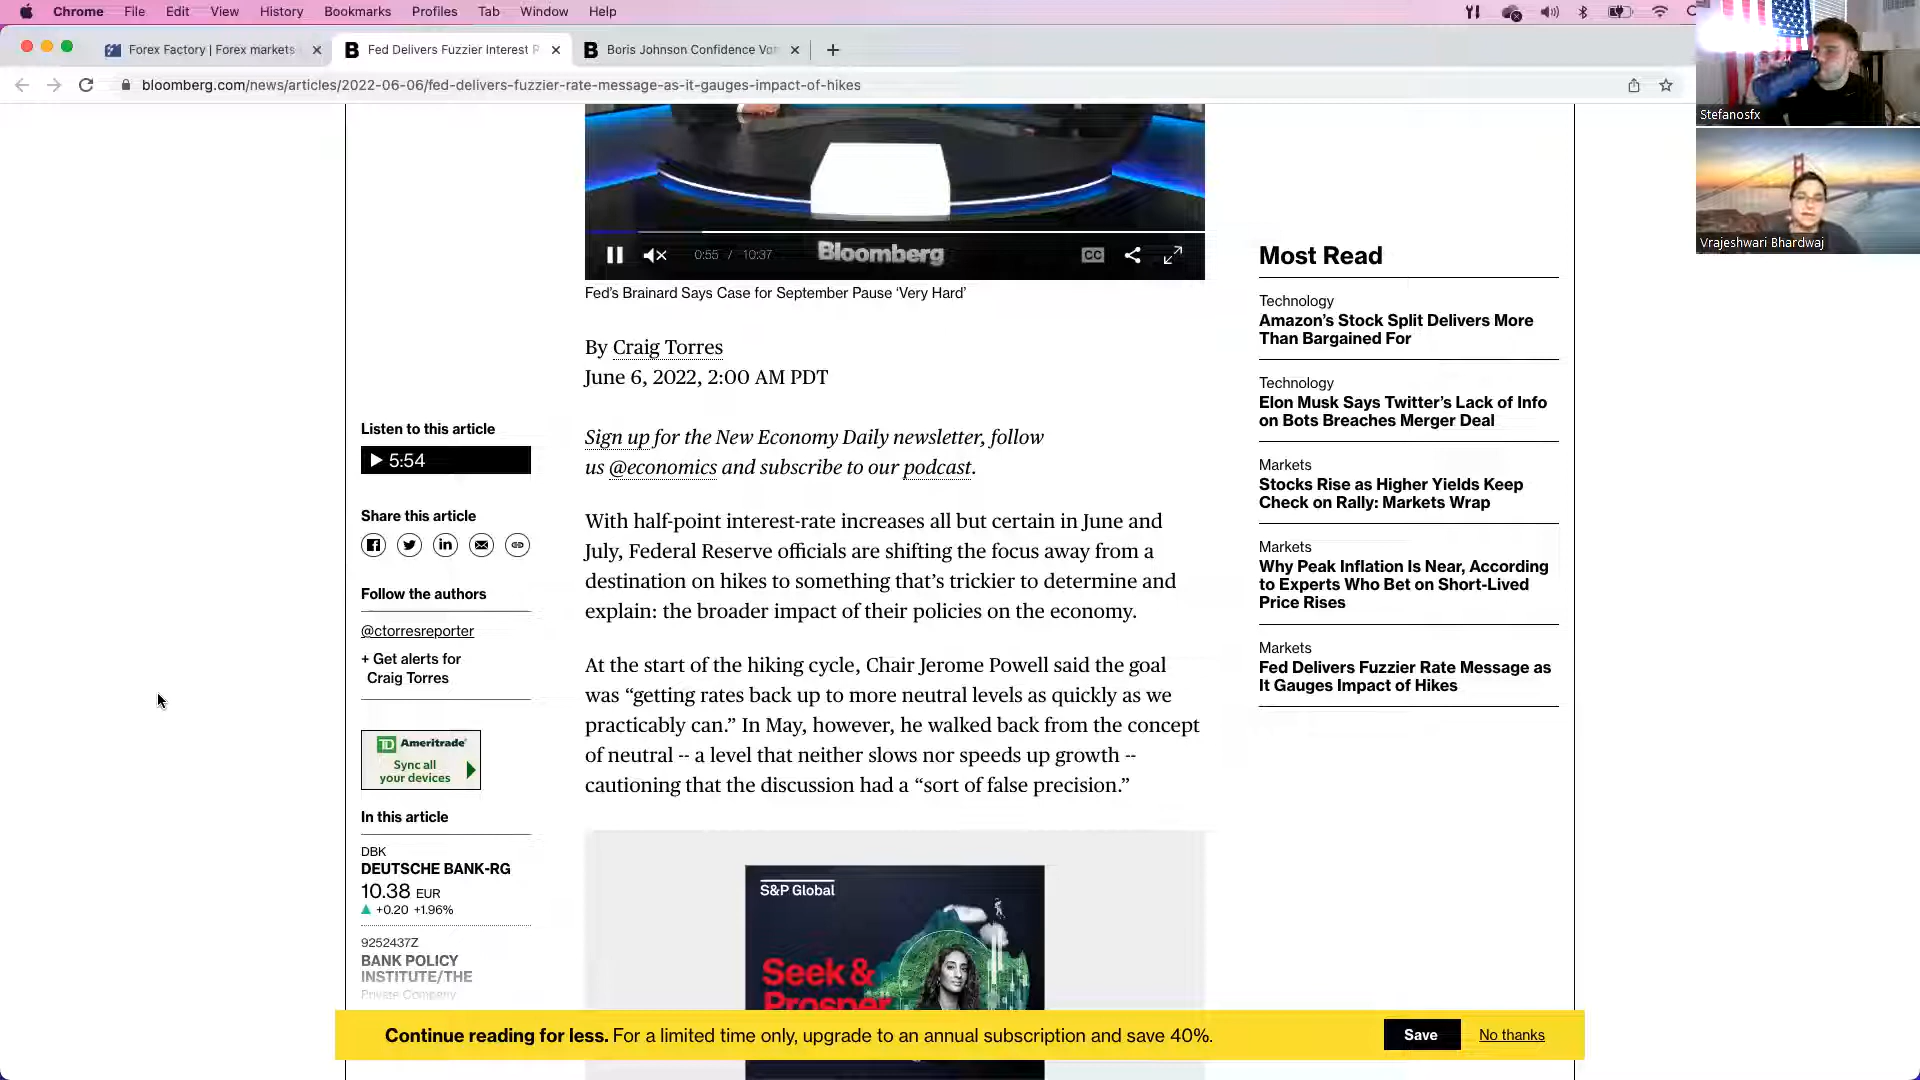 Chrome File Edit View History Bookmarks Profiles Tab Window Help
Forex Factory | Forex markets
Fed Delivers Fuzzier Interest R
Boris Johnson Confidence Vot
bloomberg.com/news/articles/2022-06-06/fed-delivers-fuzzier-rate-message-as-it-gauges-impact-of-hikes
Stefanosfx
Vrajeshwari Bhardwaj
0:55 / 10:37
Bloomberg
CC
Fed's Brainard Says Case for September Pause ‘Very Hard’
By Craig Torres
June 6, 2022, 2:00 AM PDT
Listen to this article
5:54
Share this article
Follow the authors
@ctorresreporter
+ Get alerts for
Craig Torres
TD Ameritrade
Sync all
your devices
In this article
DBK
DEUTSCHE BANK-RG
10.38 EUR
+0.20 +1.96%
9252437Z
BANK POLICY
INSTITUTE/THE
Private Company
Sign up for the New Economy Daily newsletter, follow
us @economics and subscribe to our podcast.
With half-point interest-rate increases all but certain in June and
July, Federal Reserve officials are shifting the focus away from a
destination on hikes to something that’s trickier to determine and
explain: the broader impact of their policies on the economy.
At the start of the hiking cycle, Chair Jerome Powell said the goal
was “getting rates back up to more neutral levels as quickly as we
practicably can.” In May, however, he walked back from the concept
of neutral -- a level that neither slows nor speeds up growth --
cautioning that the discussion had a “sort of false precision.”
S&P Global
Seek &
Prosper
Most Read
Technology
Amazon’s Stock Split Delivers More
Than Bargained For
Technology
Elon Musk Says Twitter’s Lack of Info
on Bots Breaches Merger Deal
Markets
Stocks Rise as Higher Yields Keep
Check on Rally: Markets Wrap
Markets
Why Peak Inflation Is Near, According
to Experts Who Bet on Short-Lived
Price Rises
Markets
Fed Delivers Fuzzier Rate Message as
It Gauges Impact of Hikes
Continue reading for less. For a limited time only, upgrade to an annual subscription and save 40%.
Save
No thanks